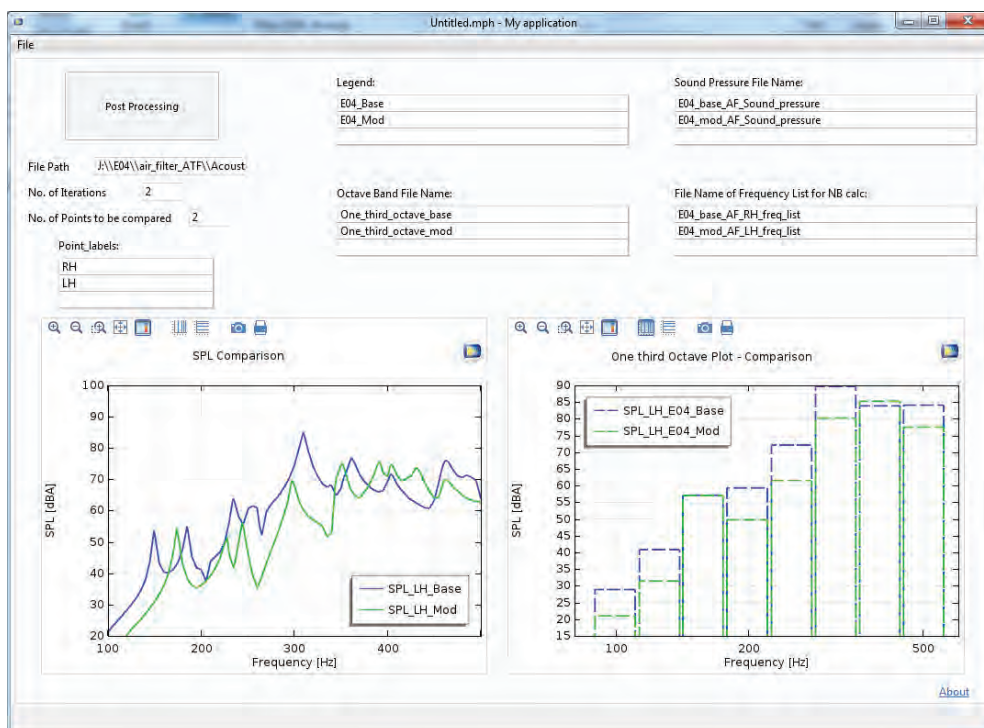 Untitled.mph - My application
File
Post Processing
File Path J:\\E04\\air_filter_ATF\\Acoust
No. of Iterations 2
No. of Points to be compared 2
Point_labels:
RH
LH
Legend:
E04_Base
E04_Mod
Sound Pressure File Name:
E04_base_AF_Sound_pressure
E04_mod_AF_Sound_pressure
Octave Band File Name:
One_third_octave_base
One_third_octave_mod
File Name of Frequency List for NB calc:
E04_base_AF_RH_freq_list
E04_mod_AF_LH_freq_list
SPL Comparison
SPL [dBA]
100
90
80
70
60
50
40
30
20
100 200 300 400
Frequency [Hz]
SPL_LH_Base
SPL_LH_Mod
One third Octave Plot - Comparison
SPL [dBA]
90
85
80
75
70
65
60
55
50
45
40
35
30
25
20
15
100 200 500
Frequency [Hz]
SPL_LH_E04_Base
SPL_LH_E04_Mod
About